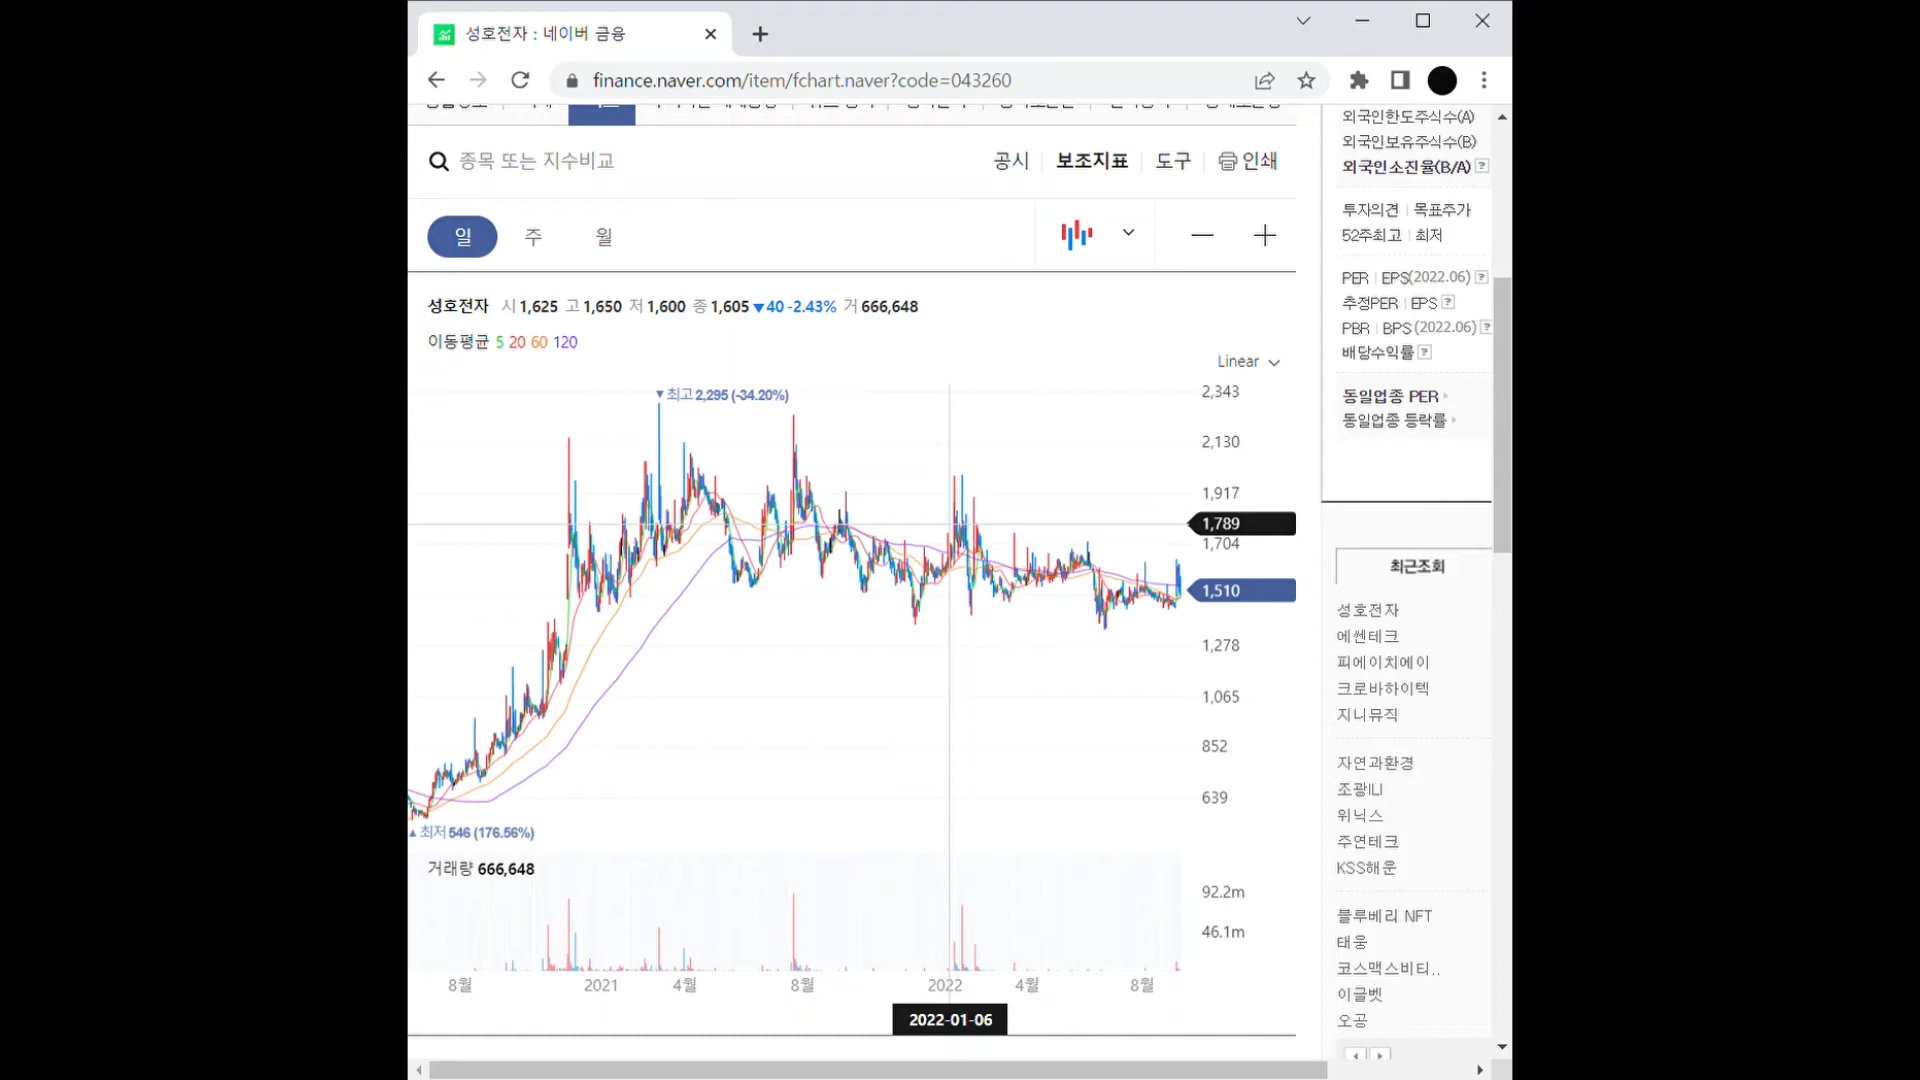 성호전자 : 네이버 금융
finance.naver.com/item/fchart.naver?code=043260
종목 또는 지수비교
공시 보조지표 도구 인쇄
일 주 월
성호전자 시 1,625 고 1,650 저 1,600 종 1,605 ▼40 -2.43% 거 666,648
이동평균 5 20 60 120
Linear
▼최고 2,295 (-34.20%)
2,343
2,130
1,917
1,789
1,704
1,510
1,278
1,065
852
639
▲최저 546 (176.56%)
거래량 666,648
92.2m
46.1m
8월 2021 4월 8월 2022 4월 8월
2022-01-06
외국인한도주식수(A)
외국인보유주식수(B)
외국인소진율(B/A) ?
투자의견 | 목표주가
52주최고 | 최저
PER | EPS(2022.06) ?
추정PER | EPS ?
PBR | BPS (2022.06) ?
배당수익률 ?
동일업종 PER
동일업종 등락률
최근조회
성호전자
에쎈테크
피에이치에이
크로바하이텍
지니뮤직
자연과환경
조광ILI
위닉스
주연테크
KSS해운
블루베리 NFT
태웅
코스맥스비티..
이글벳
오공